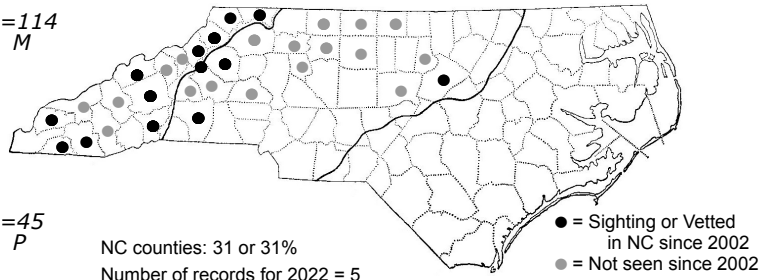 =114
M
=45
P
NC counties: 31 or 31%
Number of records for 2022 = 5
● = Sighting or Vetted
in NC since 2002
● = Not seen since 2002